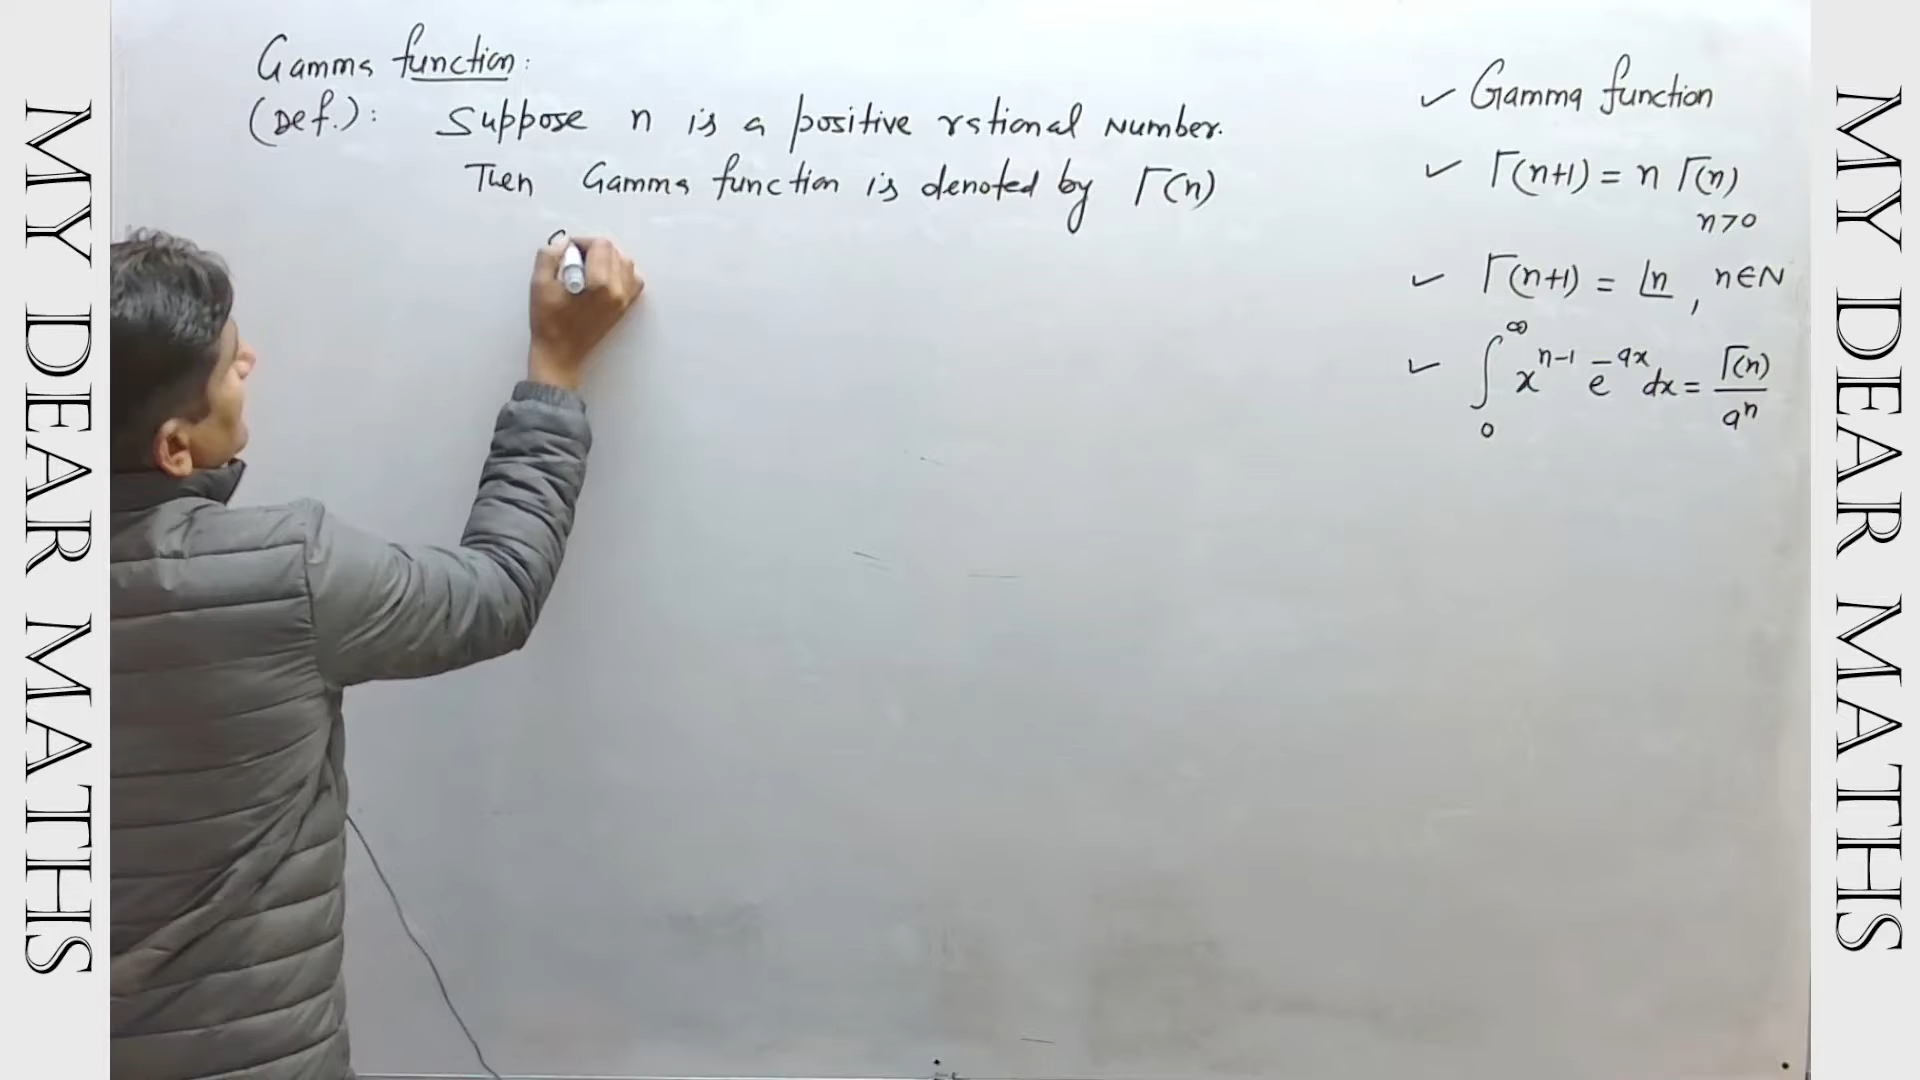 MY DEAR MATHS
Gamma function:
(Def.): Suppose n is a positive rational Number.
Then Gamma function is denoted by Γ(n)
✓ Gamma function
✓ Γ(n+1) = n Γ(n)
n>0
✓ Γ(n+1) = |n̲ , n∈N
✓ ∫₀^∞ x^(n-1) e^(-ax) dx = Γ(n)/a^n
MY DEAR MATHS